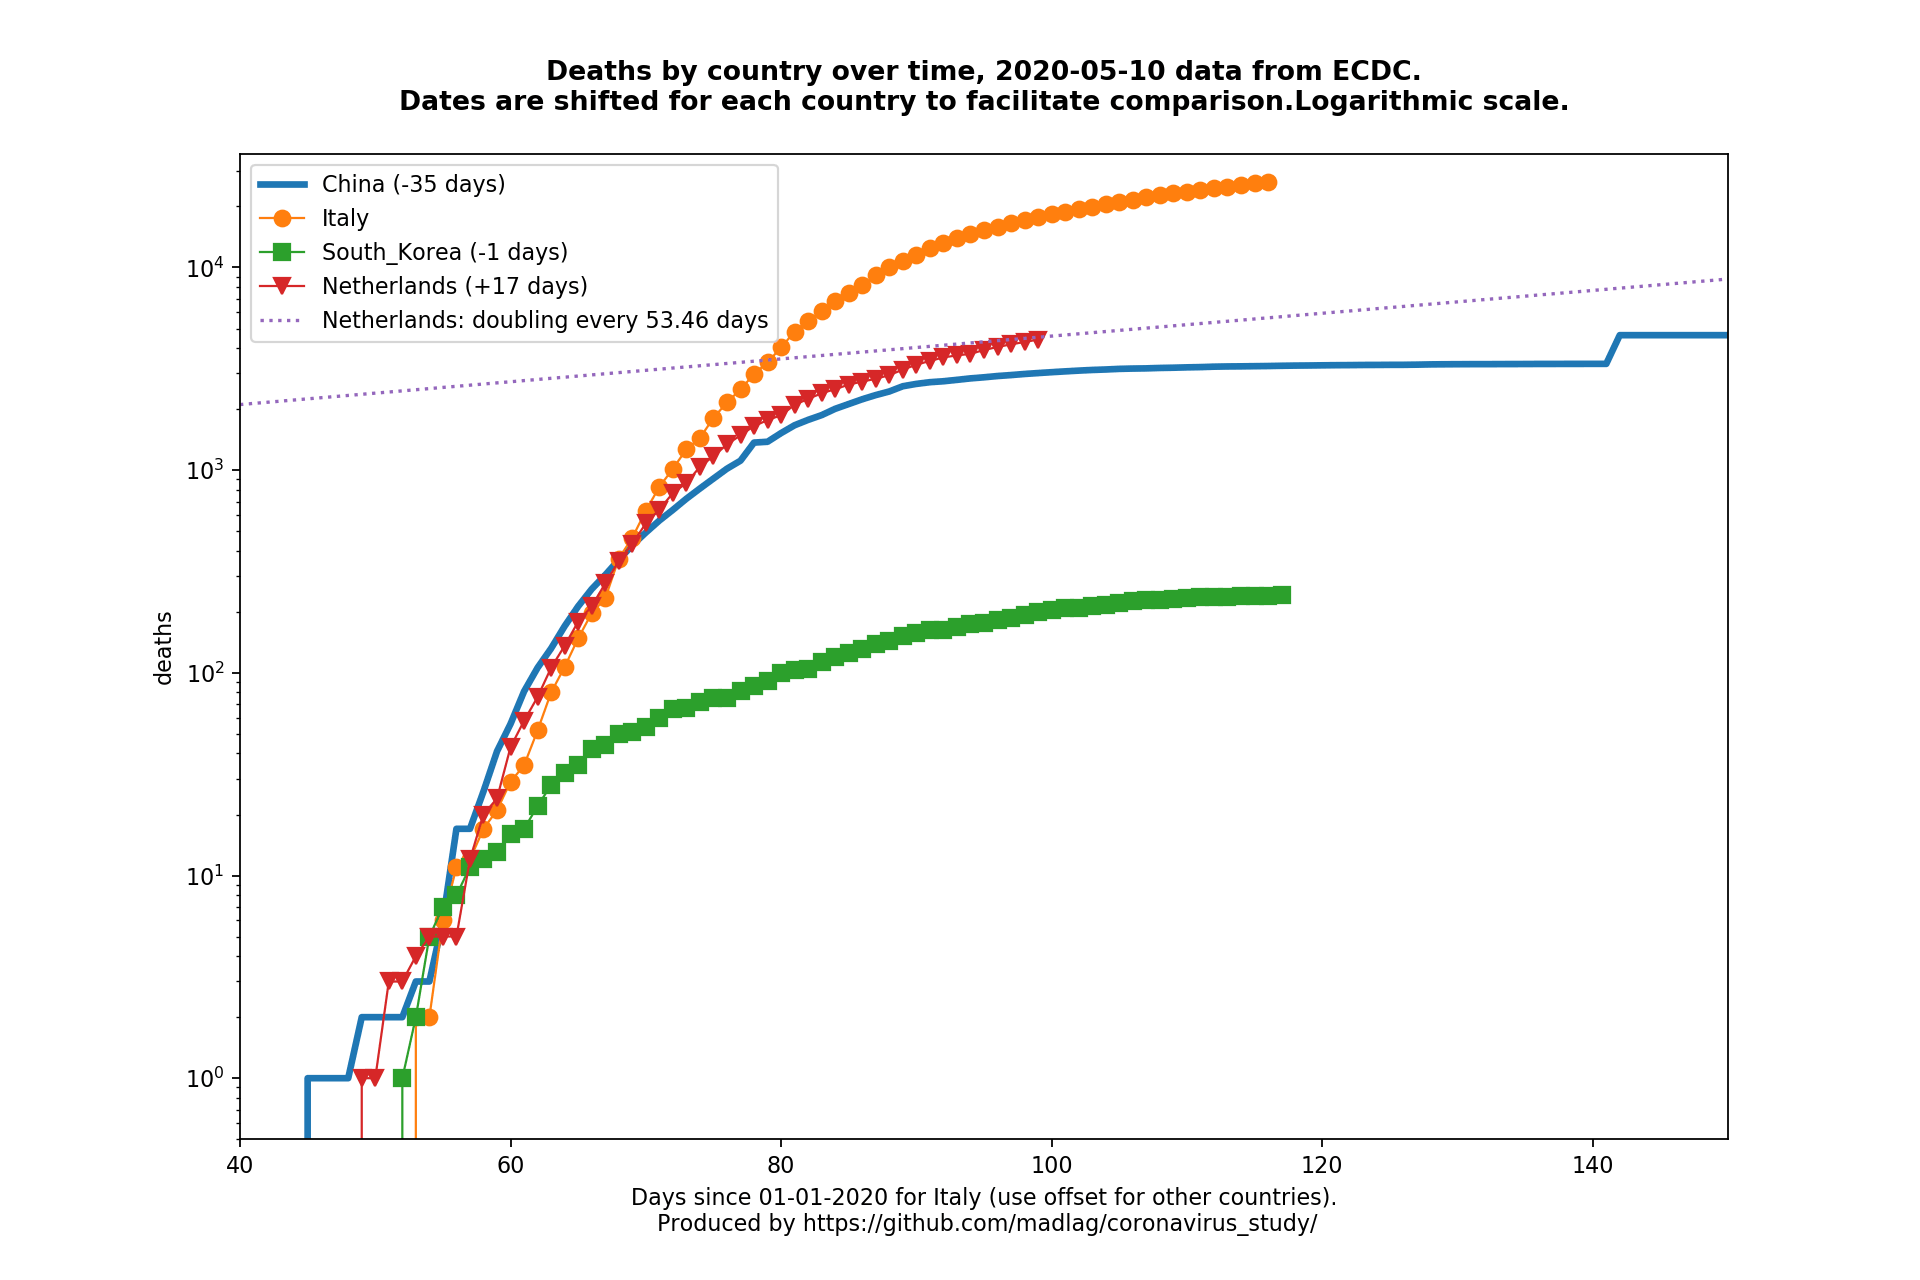 Deaths by country over time, 2020-05-10 data from ECDC.
Dates are shifted for each country to facilitate comparison.Logarithmic scale.
China (-35 days)
Italy
South_Korea (-1 days)
Netherlands (+17 days)
Netherlands: doubling every 53.46 days
10⁴
10³
10²
10¹
10⁰
deaths
40 60 80 100 120 140
Days since 01-01-2020 for Italy (use offset for other countries).
Produced by https://github.com/madlag/coronavirus_study/